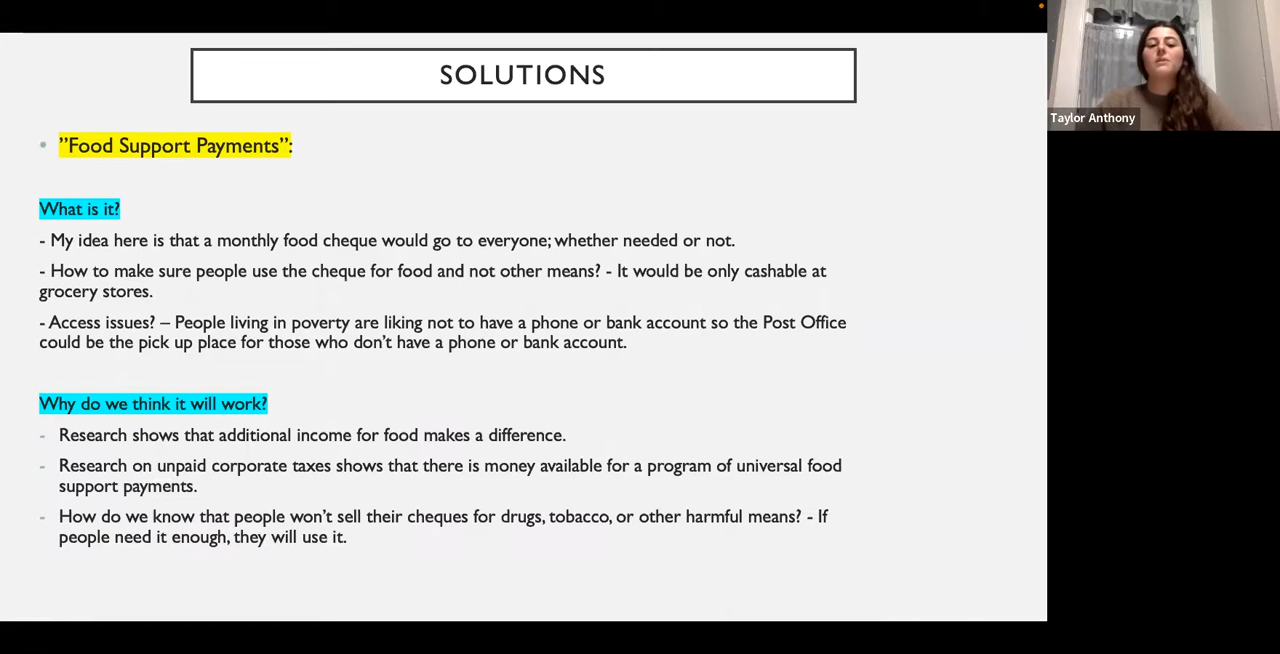 SOLUTIONS
Taylor Anthony
• ”Food Support Payments”:
What is it?
- My idea here is that a monthly food cheque would go to everyone; whether needed or not.
- How to make sure people use the cheque for food and not other means? - It would be only cashable at
grocery stores.
- Access issues? – People living in poverty are liking not to have a phone or bank account so the Post Office
could be the pick up place for those who don’t have a phone or bank account.
Why do we think it will work?
- Research shows that additional income for food makes a difference.
- Research on unpaid corporate taxes shows that there is money available for a program of universal food
support payments.
- How do we know that people won’t sell their cheques for drugs, tobacco, or other harmful means? - If
people need it enough, they will use it.